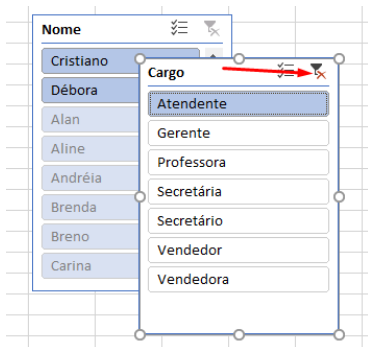 Nome
Cristiano
Débora
Alan
Aline
Andréia
Brenda
Breno
Carina
Cargo
Atendente
Gerente
Professora
Secretária
Secretário
Vendedor
Vendedora